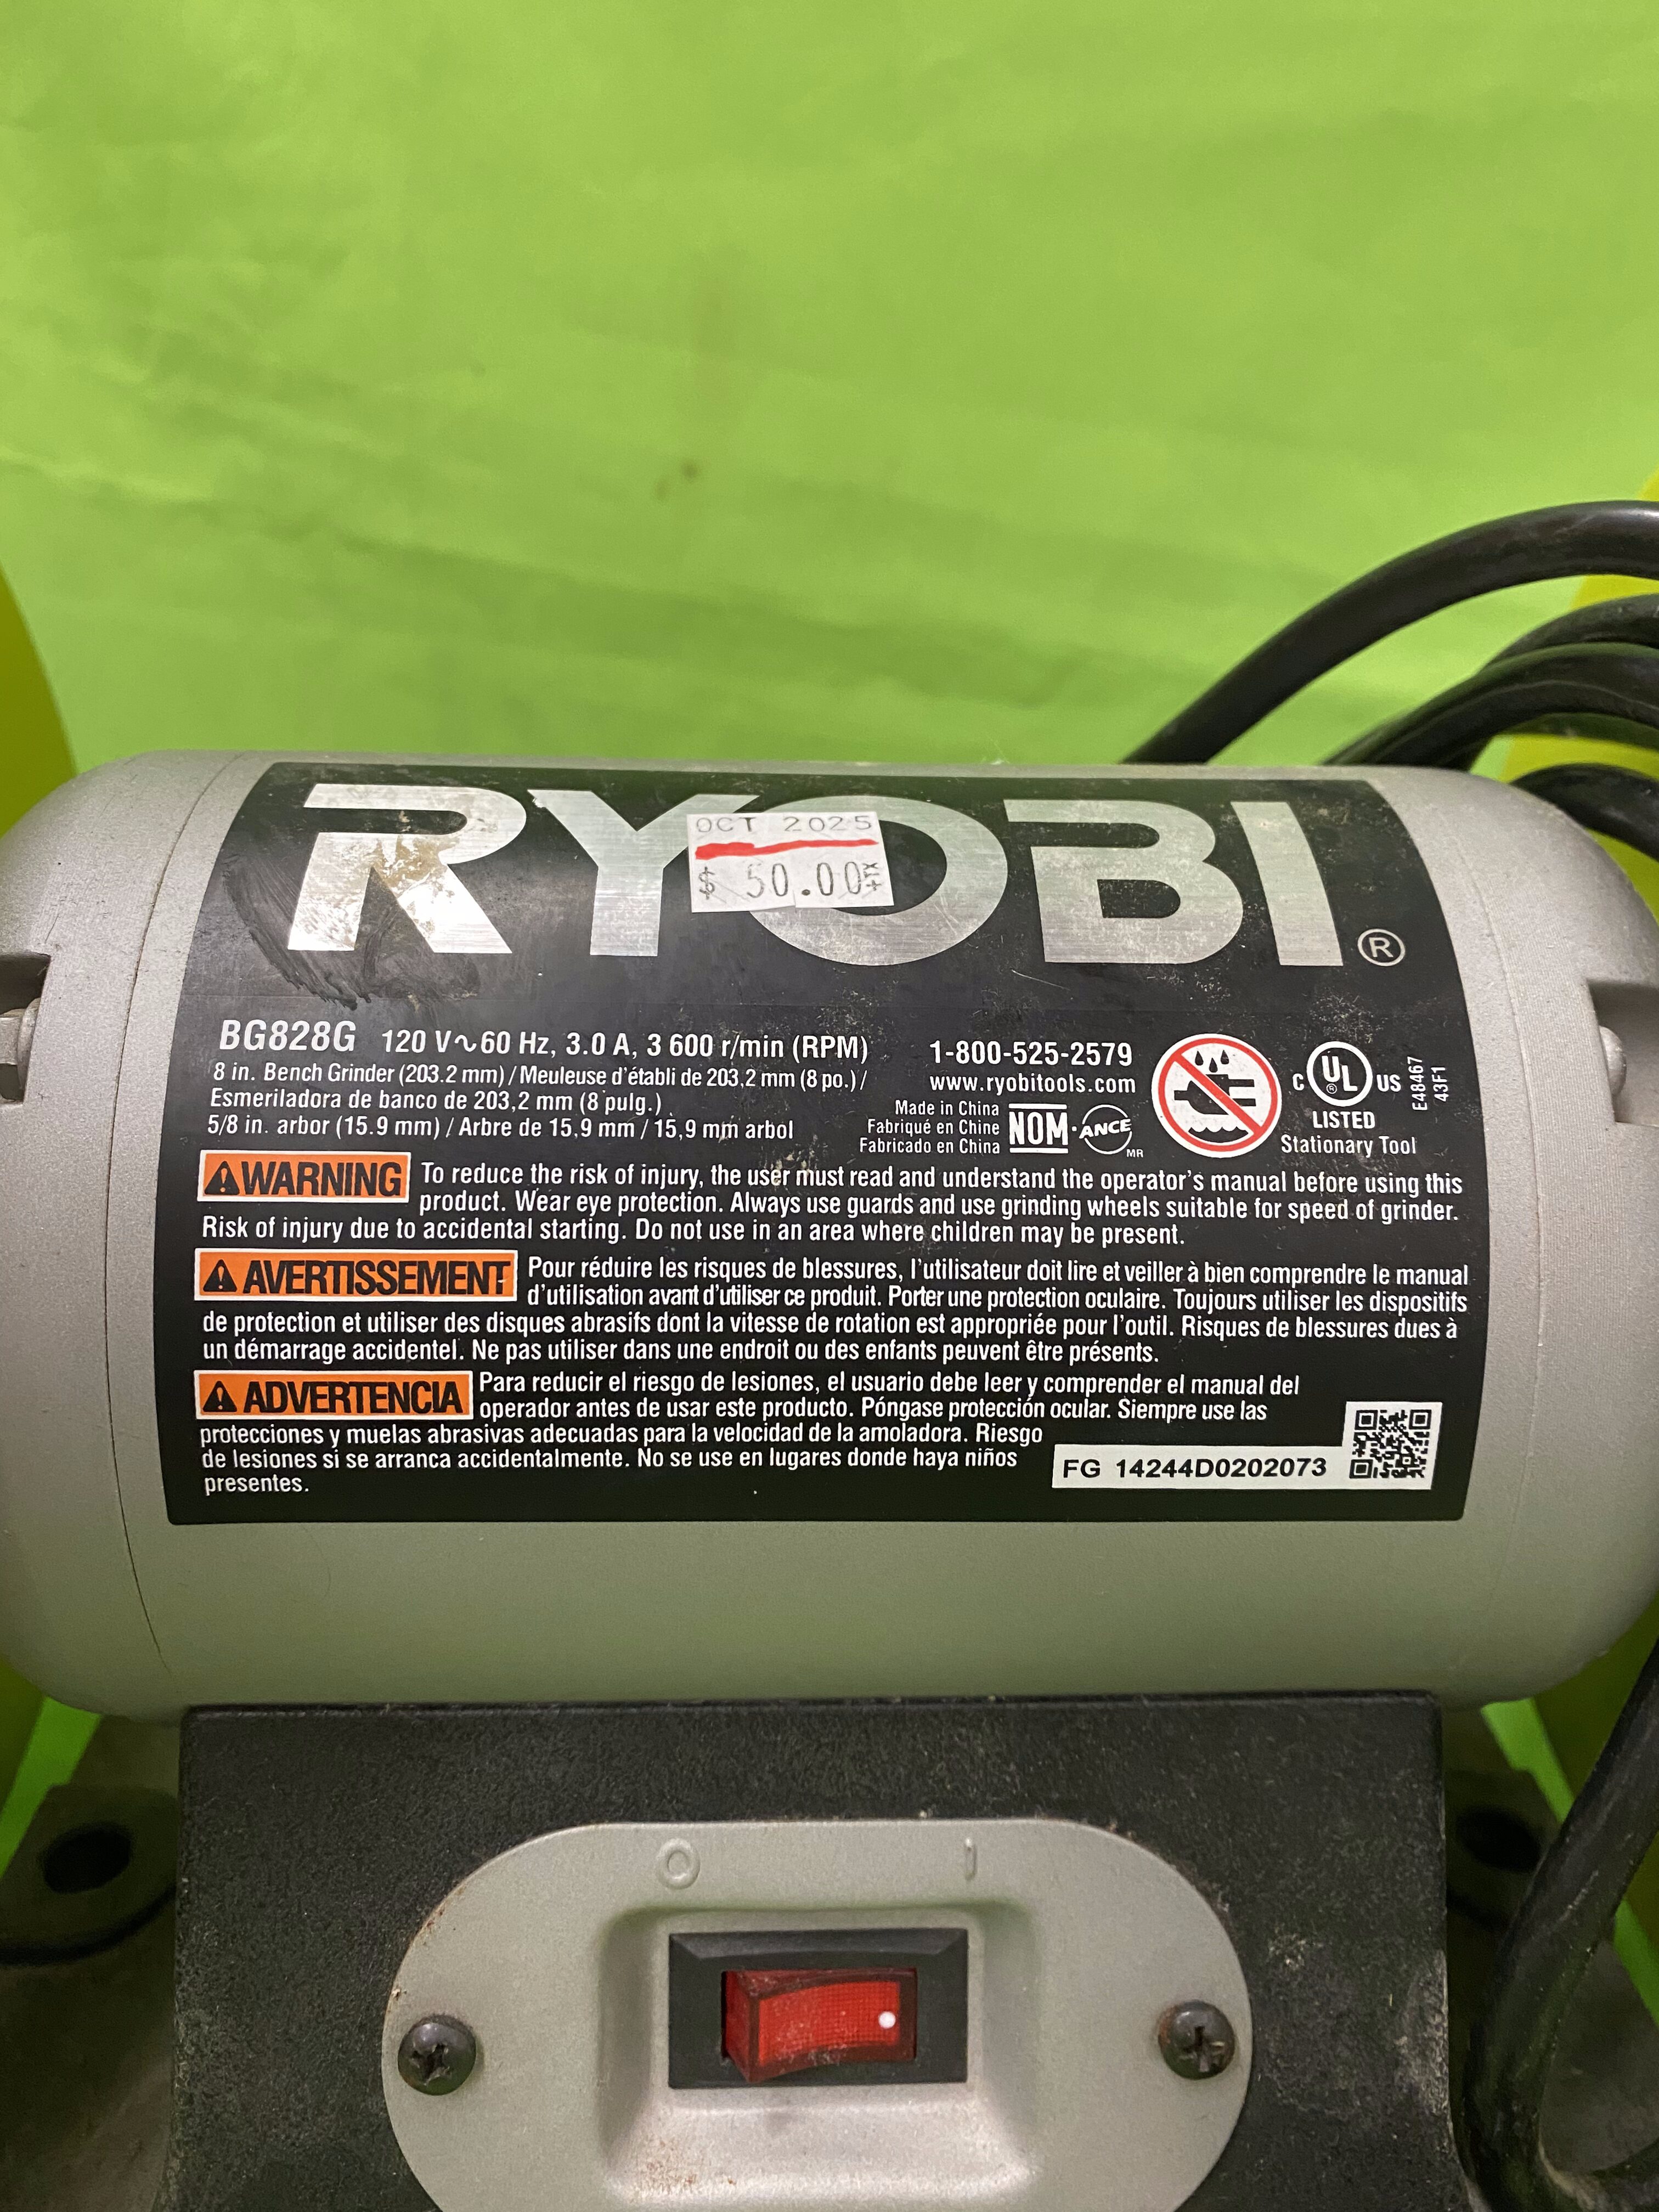 RYOBI®
OCT 2025
$ 50.00 +TX
BG828G 120 V~60 Hz, 3.0 A, 3 600 r/min (RPM)
8 in. Bench Grinder (203.2 mm) / Meuleuse d'établi de 203,2 mm (8 po.) /
Esmeriladora de banco de 203,2 mm (8 pulg.)
5/8 in. arbor (15.9 mm) / Arbre de 15,9 mm / 15,9 mm arbol
1-800-525-2579
www.ryobitools.com
Made in China
Fabriqué en Chine
Fabricado en China
NOM-ANCE
MR
C UL® US
LISTED
Stationary Tool
E48467
43F1
WARNING To reduce the risk of injury, the user must read and understand the operator's manual before using this
product. Wear eye protection. Always use guards and use grinding wheels suitable for speed of grinder.
Risk of injury due to accidental starting. Do not use in an area where children may be present.
AVERTISSEMENT Pour réduire les risques de blessures, l'utilisateur doit lire et veiller à bien comprendre le manual
d'utilisation avant d'utiliser ce produit. Porter une protection oculaire. Toujours utiliser les dispositifs
de protection et utiliser des disques abrasifs dont la vitesse de rotation est appropriée pour l'outil. Risques de blessures dues à
un démarrage accidentel. Ne pas utiliser dans une endroit ou des enfants peuvent être présents.
ADVERTENCIA Para reducir el riesgo de lesiones, el usuario debe leer y comprender el manual del
operador antes de usar este producto. Póngase protección ocular. Siempre use las
protecciones y muelas abrasivas adecuadas para la velocidad de la amoladora. Riesgo
de lesiones si se arranca accidentalmente. No se use en lugares donde haya niños
presentes.
FG 14244D0202073
O I